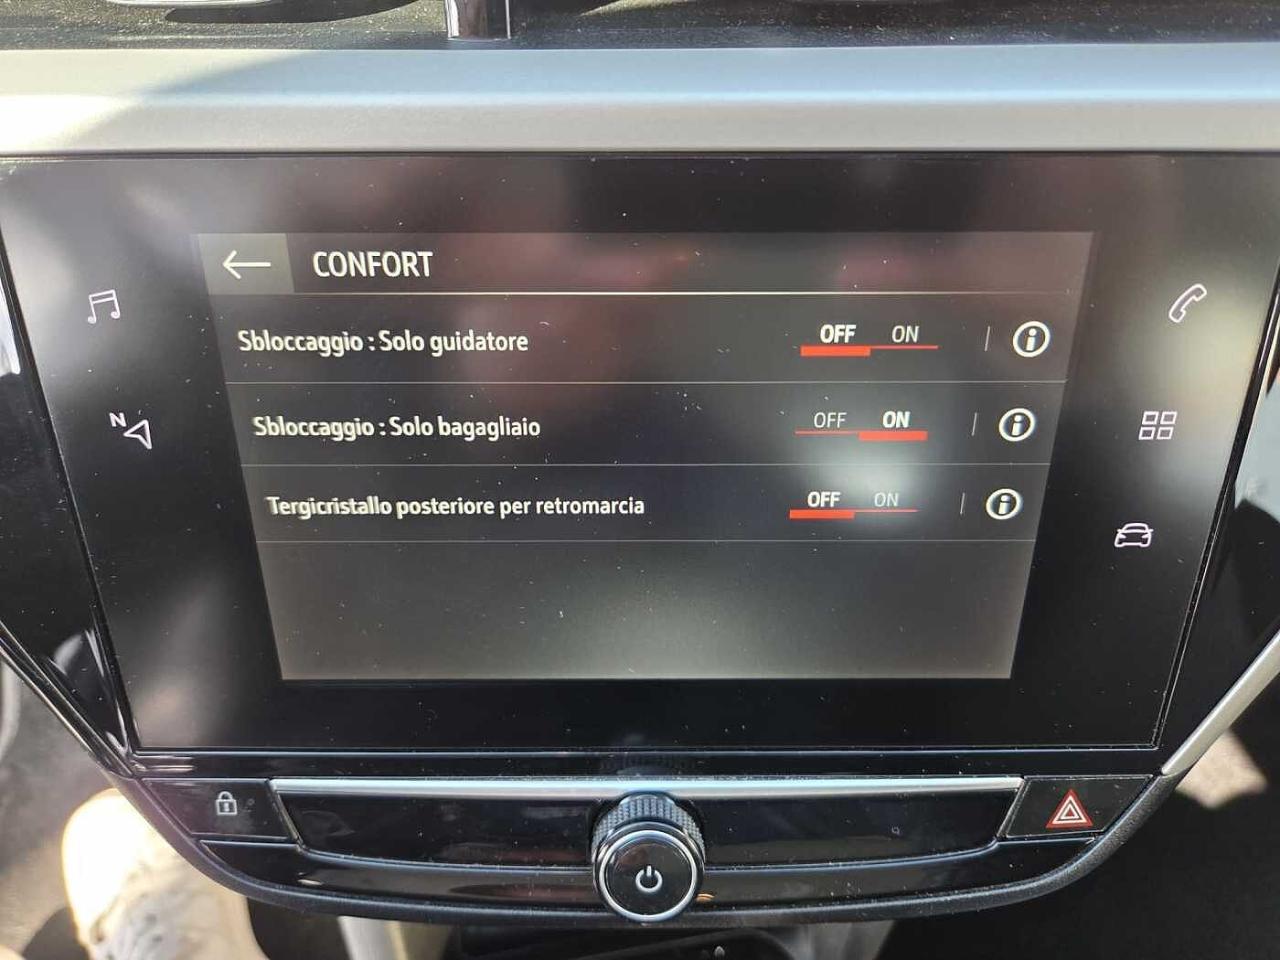 CONFORT
Sbloccaggio : Solo guidatore OFF ON
Sbloccaggio : Solo bagagliaio OFF ON
Tergicristallo posteriore per retromarcia OFF ON
N